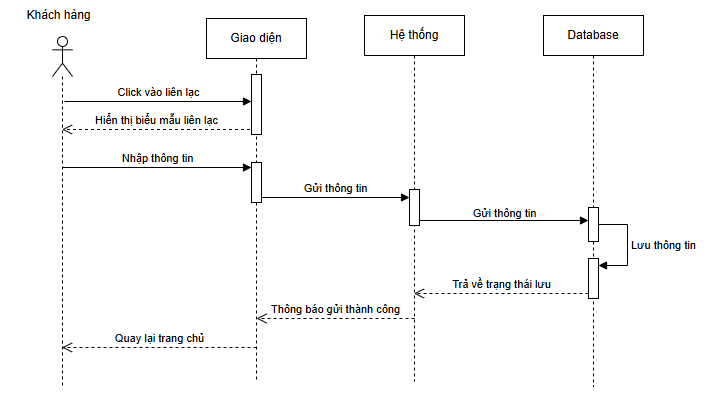 Khách hàng
Giao diện
Hệ thống
Database
Click vào liên lạc
Hiển thị biểu mẫu liên lạc
Nhập thông tin
Gửi thông tin
Gửi thông tin
Lưu thông tin
Trả về trạng thái lưu
Thông báo gửi thành công
Quay lại trang chủ